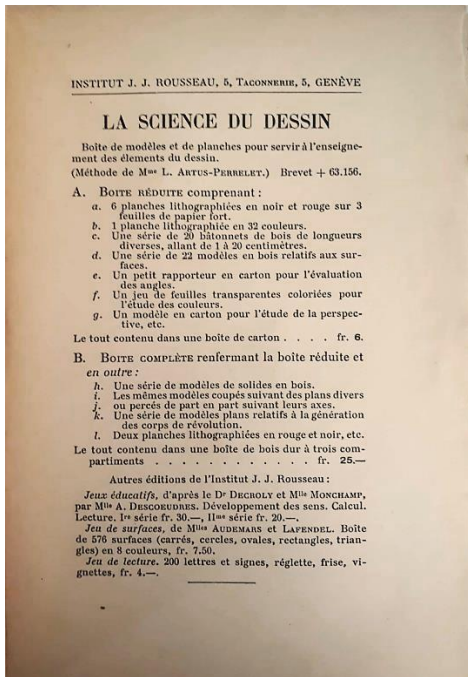 INSTITUT J. J. ROUSSEAU, 5, TACONNERIE, 5, GENÈVE
LA SCIENCE DU DESSIN
Boîte de modèles et de planches pour servir à l'enseigne-
ment des élements du dessin.
(Méthode de Mme L. ARTUS-PERRELET.) Brevet + 63.156.
A. BOITE RÉDUITE comprenant :
a. 6 planches lithographiées en noir et rouge sur 3
feuilles de papier fort.
b. 1 planche lithographiée en 32 couleurs.
c. Une série de 20 bâtonnets de bois de longueurs
diverses, allant de 1 à 20 centimètres.
d. Une série de 22 modèles en bois relatifs aux sur-
faces.
e. Un petit rapporteur en carton pour l'évaluation
des angles.
f. Un jeu de feuilles transparentes coloriées pour
l'étude des couleurs.
g. Un modèle en carton pour l'étude de la perspec-
tive, etc.
Le tout contenu dans une boîte de carton . . . . fr. 6.
B. BOITE COMPLÈTE renfermant la boîte réduite et
en outre :
h. Une série de modèles de solides en bois.
i. Les mêmes modèles coupés suivant des plans divers
j. ou percés de part en part suivant leurs axes.
k. Une série de modèles plans relatifs à la génération
des corps de révolution.
l. Deux planches lithographiées en rouge et noir, etc.
Le tout contenu dans une boîte de bois dur à trois com-
partiments . . . . . . . . . . . . fr. 25.—
Autres éditions de l'Institut J. J. Rousseau :
Jeux éducatifs, d'après le Dr DECROLY et Mlle MONCHAMP,
par Mlle A. DESCOEUDRES. Développement des sens. Calcul.
Lecture. Ire série fr. 30.—, IIme série fr. 20.—.
Jeu de surfaces, de Mlles AUDEMARS et LAFENDEL. Boîte
de 576 surfaces (carrés, cercles, ovales, rectangles, trian-
gles) en 8 couleurs, fr. 7.50.
Jeu de lecture. 200 lettres et signes, réglette, frise, vi-
gnettes, fr. 4.—.